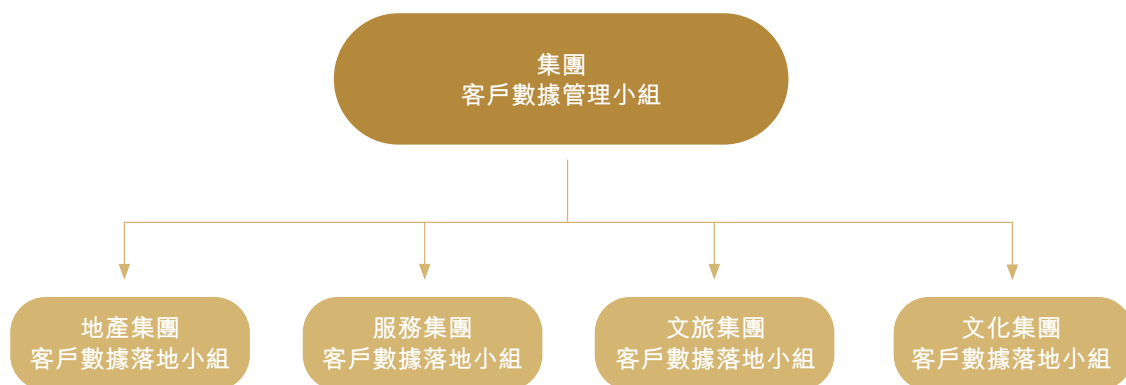 集團
客戶數據管理小組
地產集團
客戶數據落地小組
服務集團
客戶數據落地小組
文旅集團
客戶數據落地小組
文化集團
客戶數據落地小組